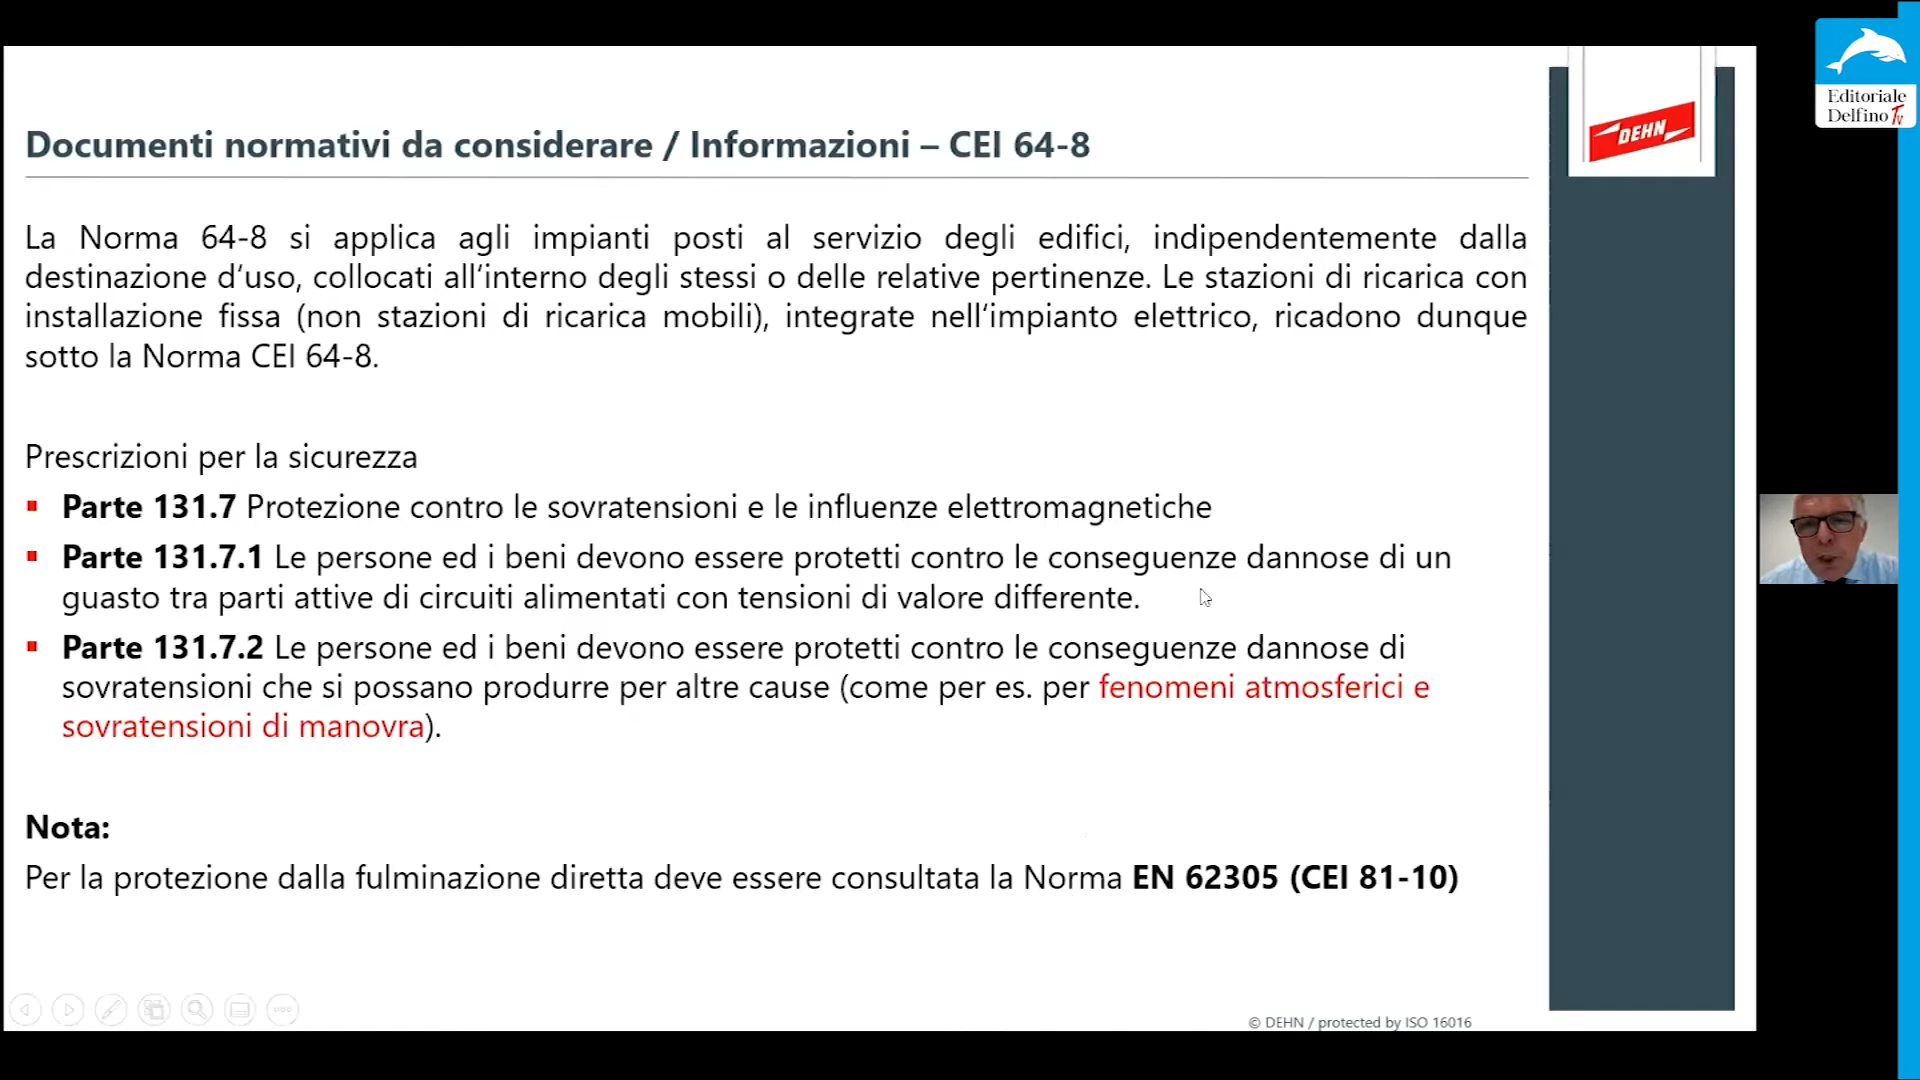 Documenti normativi da considerare / Informazioni – CEI 64-8
DEHN
Editoriale
Delfino Tv
La Norma 64-8 si applica agli impianti posti al servizio degli edifici, indipendentemente dalla
destinazione d‘uso, collocati all‘interno degli stessi o delle relative pertinenze. Le stazioni di ricarica con
installazione fissa (non stazioni di ricarica mobili), integrate nell‘impianto elettrico, ricadono dunque
sotto la Norma CEI 64-8.
Prescrizioni per la sicurezza
▪ Parte 131.7 Protezione contro le sovratensioni e le influenze elettromagnetiche
▪ Parte 131.7.1 Le persone ed i beni devono essere protetti contro le conseguenze dannose di un
guasto tra parti attive di circuiti alimentati con tensioni di valore differente.
▪ Parte 131.7.2 Le persone ed i beni devono essere protetti contro le conseguenze dannose di
sovratensioni che si possano produrre per altre cause (come per es. per fenomeni atmosferici e
sovratensioni di manovra).
Nota:
Per la protezione dalla fulminazione diretta deve essere consultata la Norma EN 62305 (CEI 81-10)
© DEHN / protected by ISO 16016